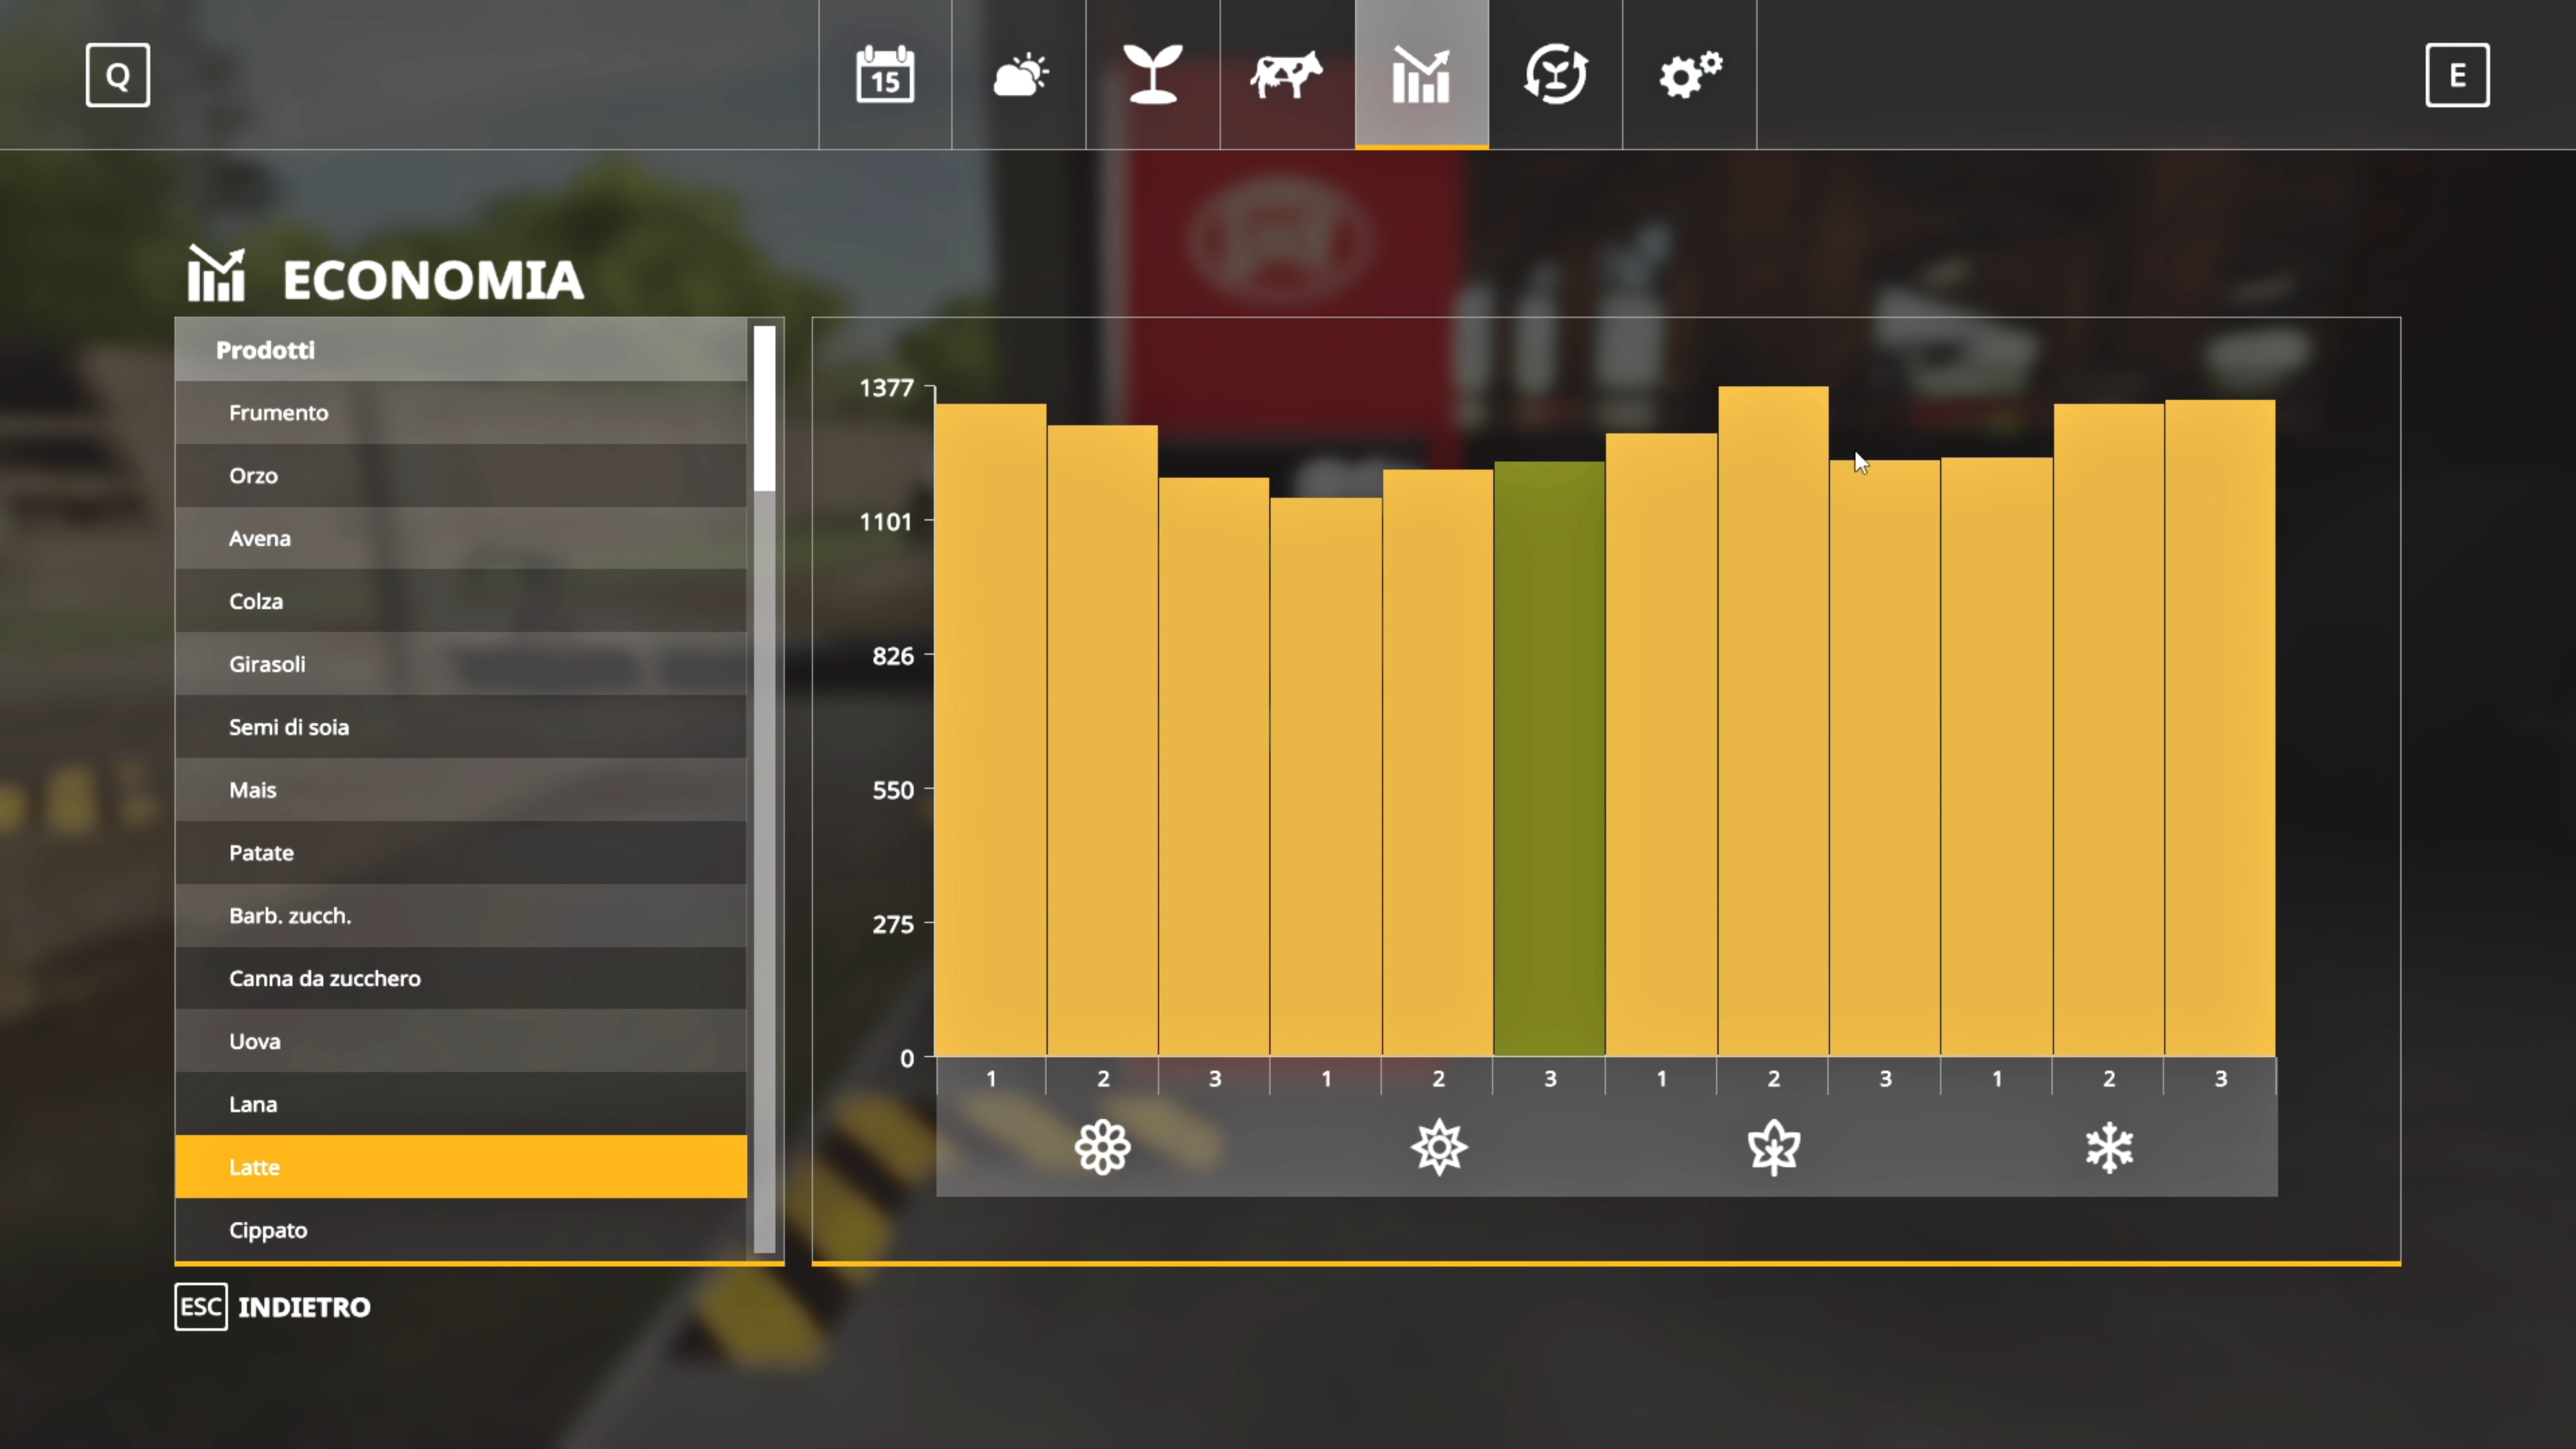 Q
15
E
ECONOMIA
Prodotti
Frumento
Orzo
Avena
Colza
Girasoli
Semi di soia
Mais
Patate
Barb. zucch.
Canna da zucchero
Uova
Lana
Latte
Cippato
1377
1101
826
550
275
0
1 2 3 1 2 3 1 2 3 1 2 3
ESC INDIETRO